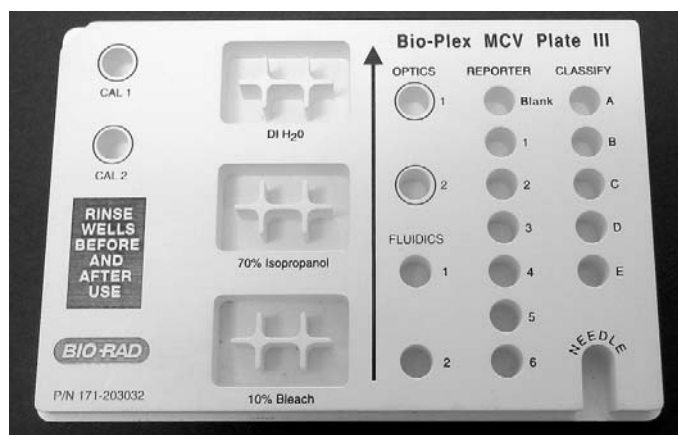 Bio-Plex MCV Plate III
CAL 1
CAL 2
RINSE
WELLS
BEFORE
AND
AFTER
USE
BIO-RAD
P/N 171-203032
DI H20
70% Isopropanol
10% Bleach
OPTICS
1
2
FLUIDICS
1
2
REPORTER
Blank
1
2
3
4
5
6
CLASSIFY
A
B
C
D
E
NEEDLE